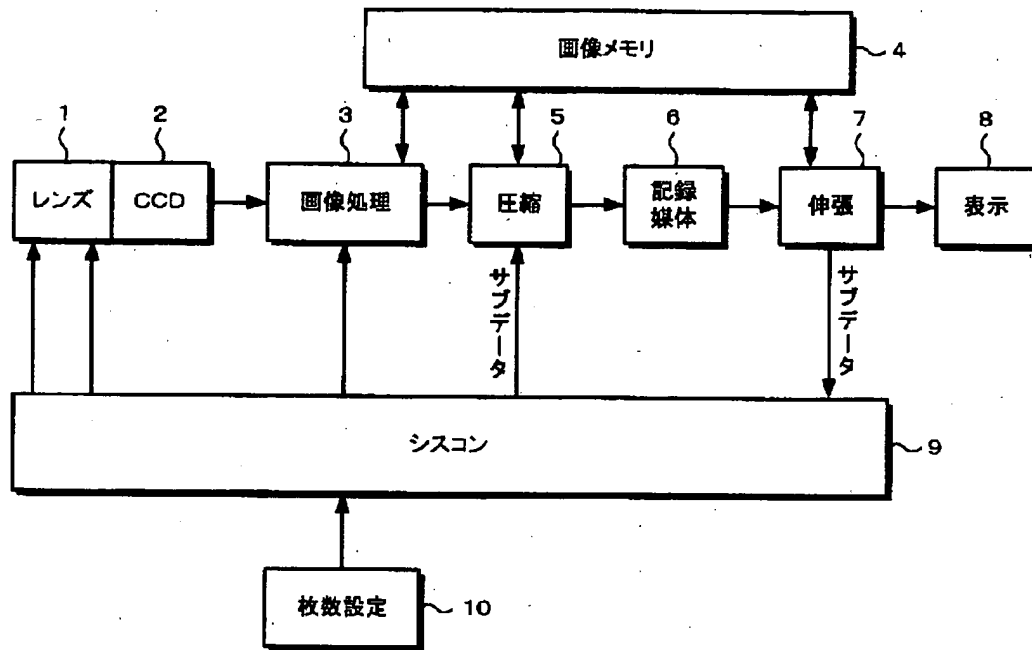 画像メモリ
4
1
2
3
5
6
7
8
レンズ
CCD
画像処理
圧縮
記録
媒体
伸張
表示
サブデータ
サブデータ
シスコン
9
枚数設定
10